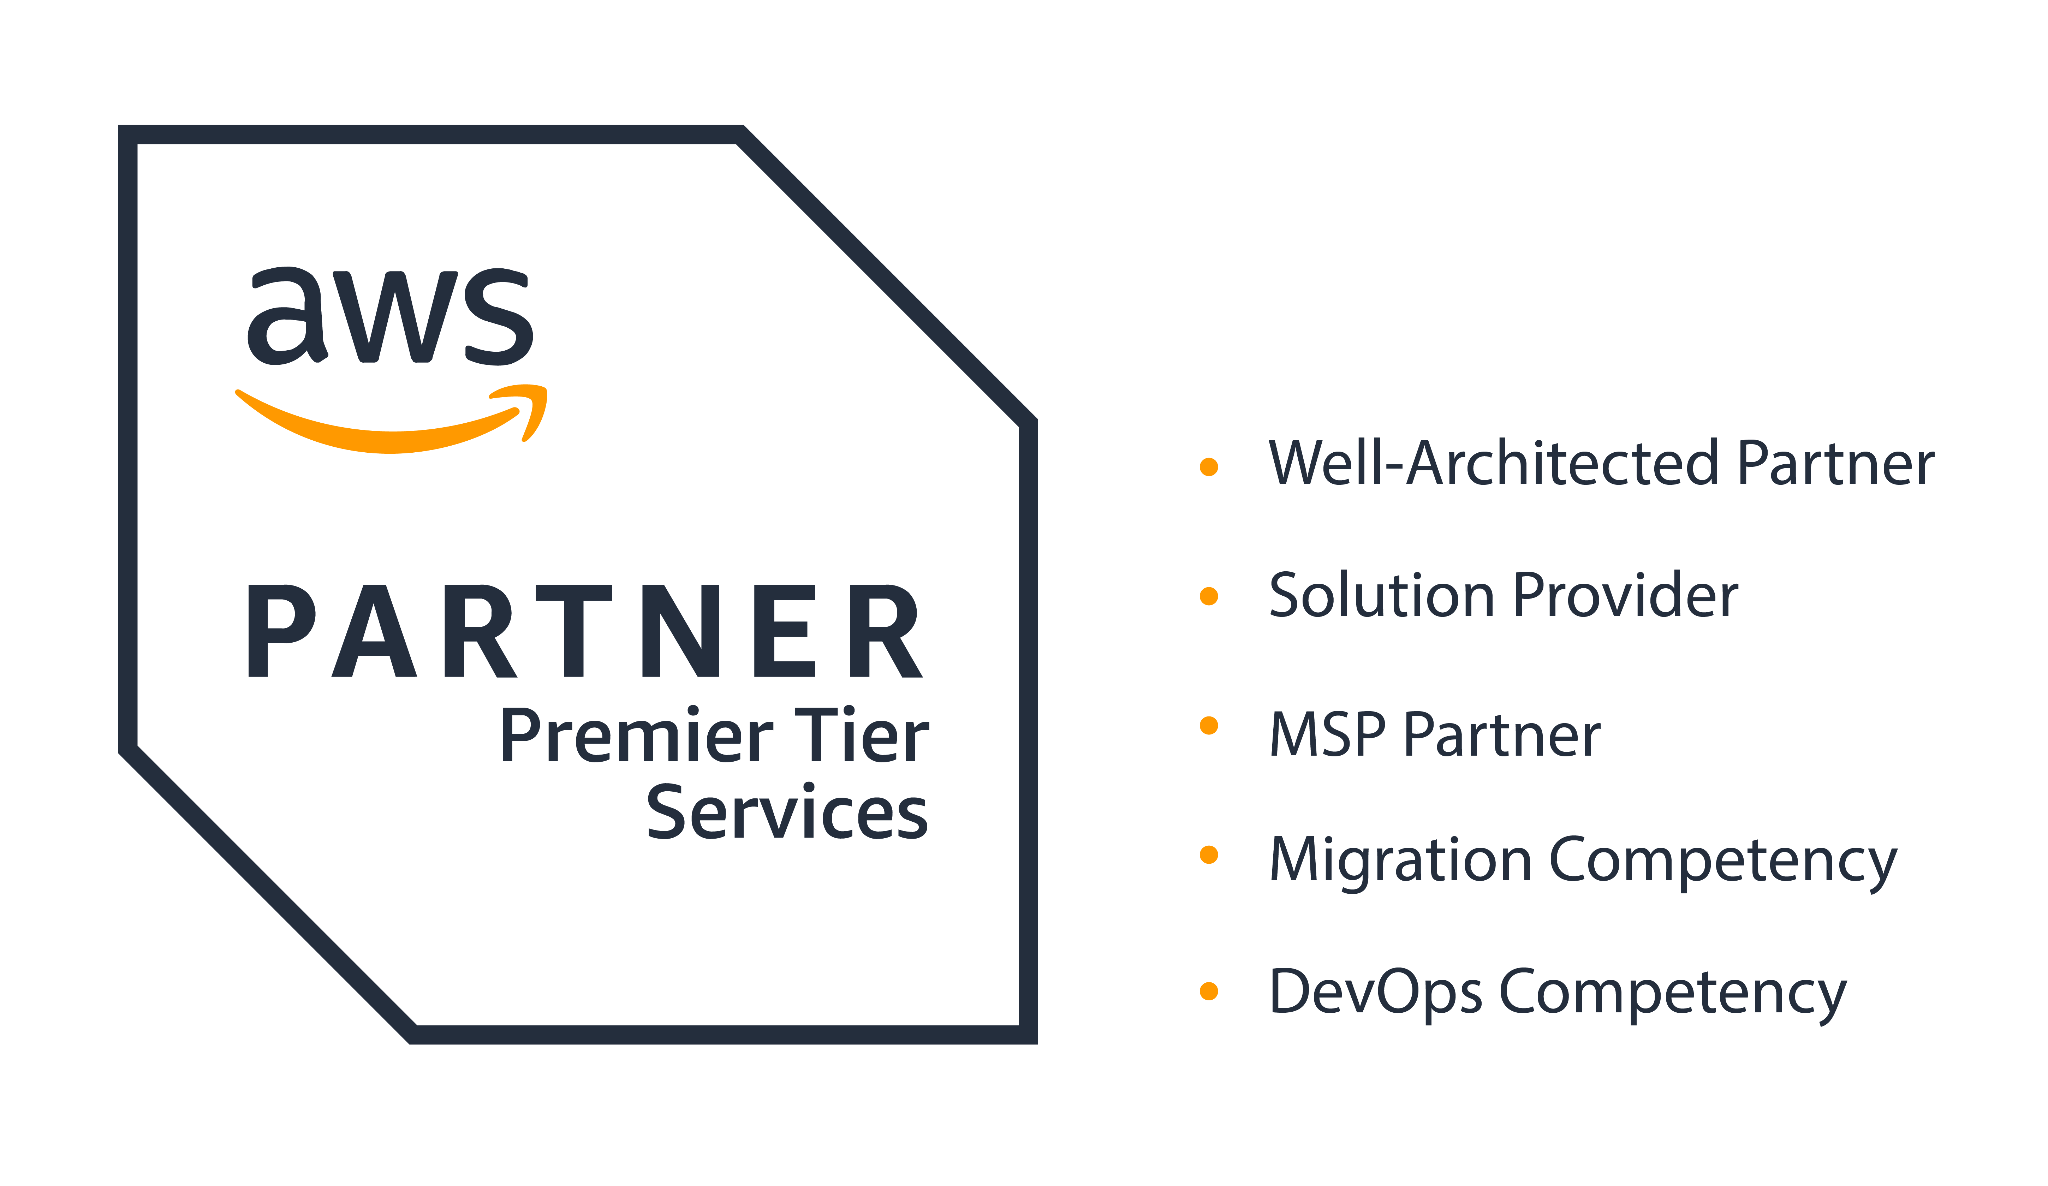 aws
PARTNER
Premier Tier
Services
Well-Architected Partner
Solution Provider
MSP Partner
Migration Competency
DevOps Competency